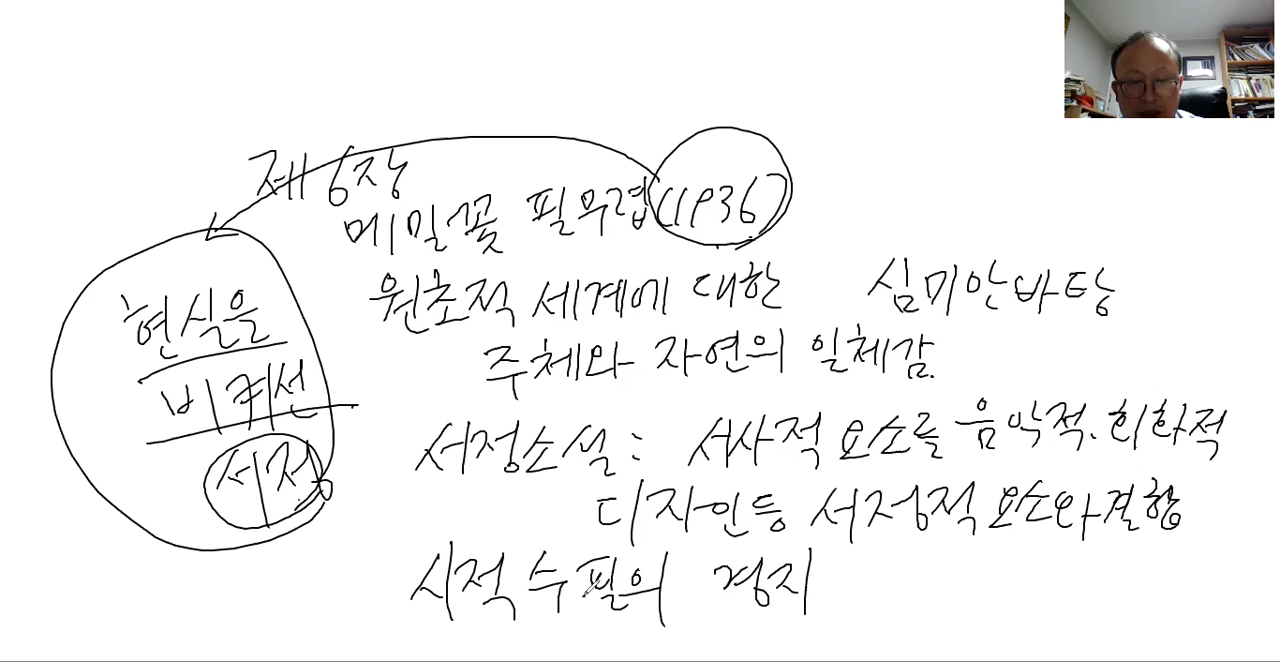 제6장
메밀꽃 필무렵(1936)
원초적 세계에 대한 심미안바탕
주체와 자연의 일체감.
서정소설: 서사적 요소를 음악적.회화적
디자인등 서정적 요소와결합
시적수필의 경지
현실을
비켜선
서정